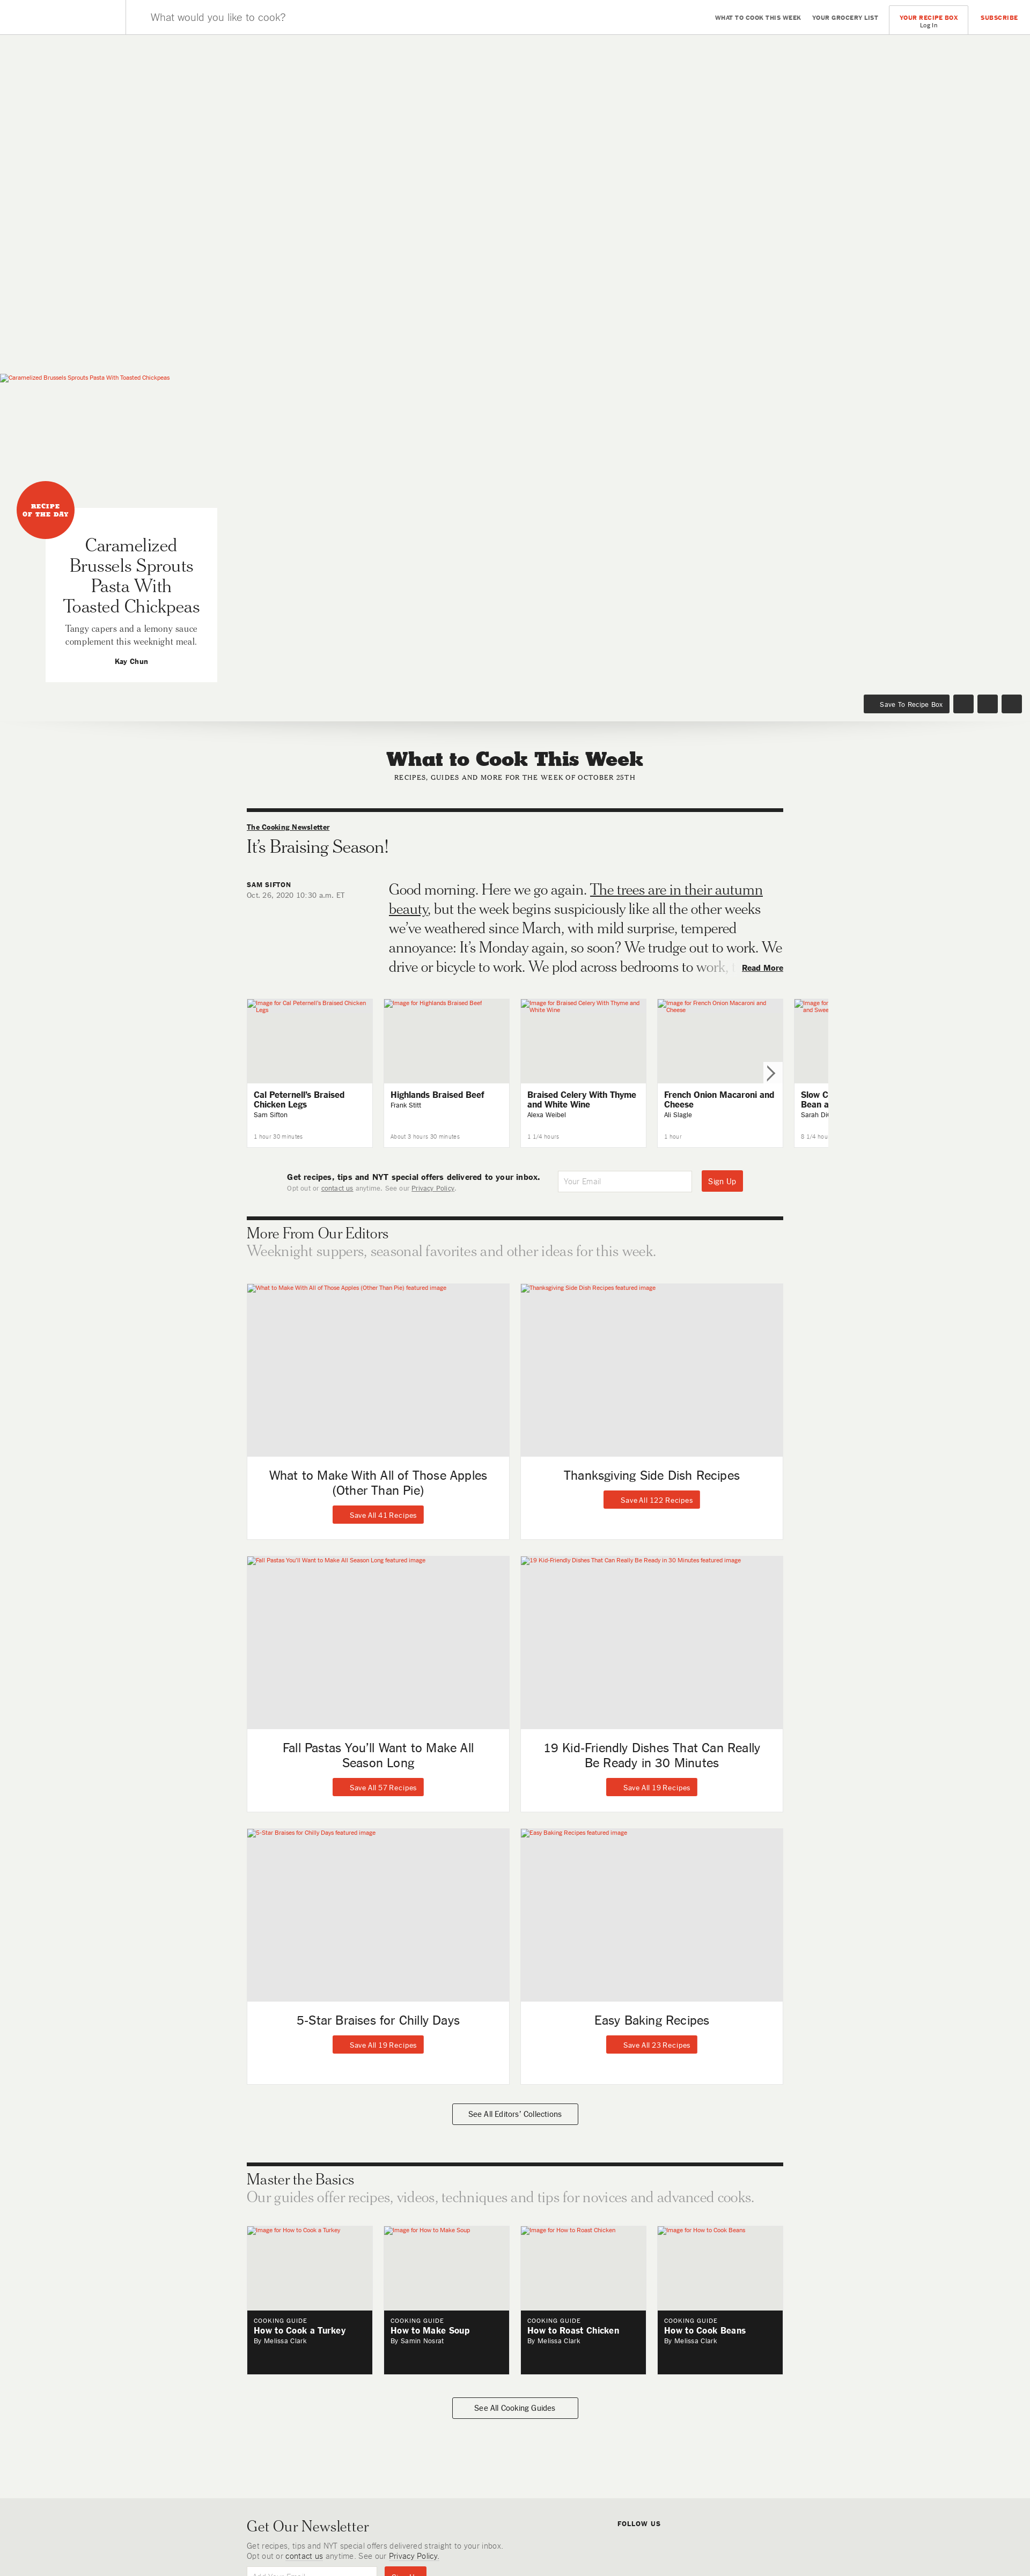 What would you like to cook?
WHAT TO COOK THIS WEEK
YOUR GROCERY LIST
YOUR RECIPE BOX
Log In
SUBSCRIBE
Caramelized Brussels Sprouts Pasta With Toasted Chickpeas
RECIPE
OF THE DAY
Caramelized
Brussels Sprouts
Pasta With
Toasted Chickpeas
Tangy capers and a lemony sauce
complement this weeknight meal.
Kay Chun
Save To Recipe Box
What to Cook This Week
RECIPES, GUIDES AND MORE FOR THE WEEK OF OCTOBER 25TH
The Cooking Newsletter
It’s Braising Season!
SAM SIFTON
Oct. 26, 2020 10:30 a.m. ET
Good morning. Here we go again. The trees are in their autumn
beauty, but the week begins suspiciously like all the other weeks
we’ve weathered since March, with mild surprise, tempered
annoyance: It’s Monday again, so soon? We trudge out to work. We
drive or bicycle to work. We plod across bedrooms to work,
Read More
Image for Cal Peternell’s Braised Chicken
Legs
Cal Peternell’s Braised
Chicken Legs
Sam Sifton
1 hour 30 minutes
Image for Highlands Braised Beef
Highlands Braised Beef
Frank Stitt
About 3 hours 30 minutes
Image for Braised Celery With Thyme and
White Wine
Braised Celery With Thyme
and White Wine
Alexa Weibel
1 1/4 hours
Image for French Onion Macaroni and
Cheese
French Onion Macaroni and
Cheese
Ali Slagle
1 hour
Image for
and Swee
Slow C
Bean a
Sarah Di
8 1/4 hou
Get recipes, tips and NYT special offers delivered to your inbox.
Opt out or contact us anytime. See our Privacy Policy.
Your Email
Sign Up
More From Our Editors
Weeknight suppers, seasonal favorites and other ideas for this week.
What to Make With All of Those Apples (Other Than Pie) featured image
What to Make With All of Those Apples
(Other Than Pie)
Save All 41 Recipes
Thanksgiving Side Dish Recipes featured image
Thanksgiving Side Dish Recipes
Save All 122 Recipes
Fall Pastas You’ll Want to Make All Season Long featured image
Fall Pastas You’ll Want to Make All
Season Long
Save All 57 Recipes
19 Kid-Friendly Dishes That Can Really Be Ready in 30 Minutes featured image
19 Kid-Friendly Dishes That Can Really
Be Ready in 30 Minutes
Save All 19 Recipes
5-Star Braises for Chilly Days featured image
5-Star Braises for Chilly Days
Save All 19 Recipes
Easy Baking Recipes featured image
Easy Baking Recipes
Save All 23 Recipes
See All Editors’ Collections
Master the Basics
Our guides offer recipes, videos, techniques and tips for novices and advanced cooks.
Image for How to Cook a Turkey
COOKING GUIDE
How to Cook a Turkey
By Melissa Clark
Image for How to Make Soup
COOKING GUIDE
How to Make Soup
By Samin Nosrat
Image for How to Roast Chicken
COOKING GUIDE
How to Roast Chicken
By Melissa Clark
Image for How to Cook Beans
COOKING GUIDE
How to Cook Beans
By Melissa Clark
See All Cooking Guides
Get Our Newsletter
Get recipes, tips and NYT special offers delivered straight to your inbox.
Opt out or contact us anytime. See our Privacy Policy.
FOLLOW US